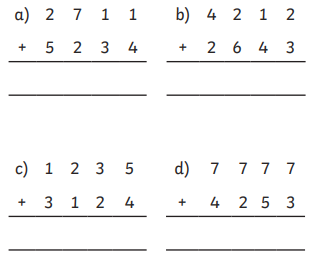 a) 2 7 1 1
+ 5 2 3 4
b) 4 2 1 2
+ 2 6 4 3
c) 1 2 3 5
+ 3 1 2 4
d) 7 7 7 7
+ 4 2 5 3